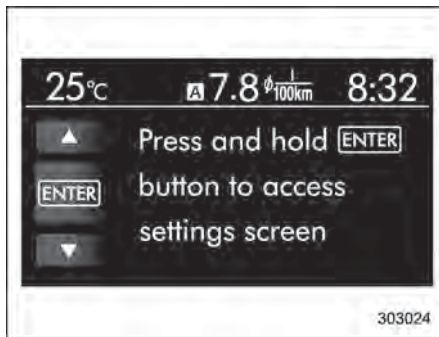 25°C A 7.8 ∅ l/100km 8:32
▲ Press and hold ENTER
ENTER button to access
▼ settings screen
303024